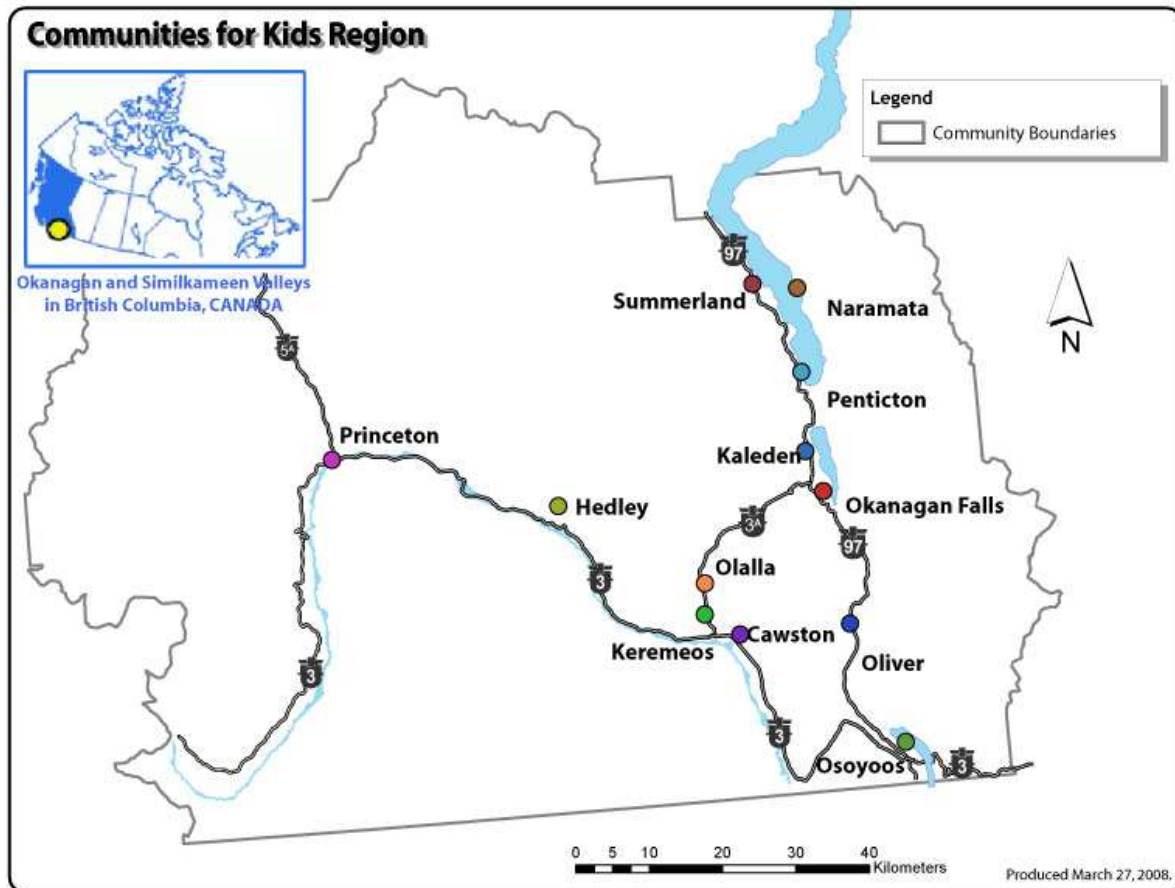 Communities for Kids Region
Legend
Community Boundaries
Okanagan and Similkameen Valleys
in British Columbia, CANADA
97
Summerland
Naramata
N
5A
Penticton
Princeton
Kaleden
Hedley
Okanagan Falls
3A
97
3
Olalla
Cawston
Keremeos
Oliver
3
3
Osoyoos
3
0 5 10 20 30 40
Kilometers
Produced March 27, 2008.